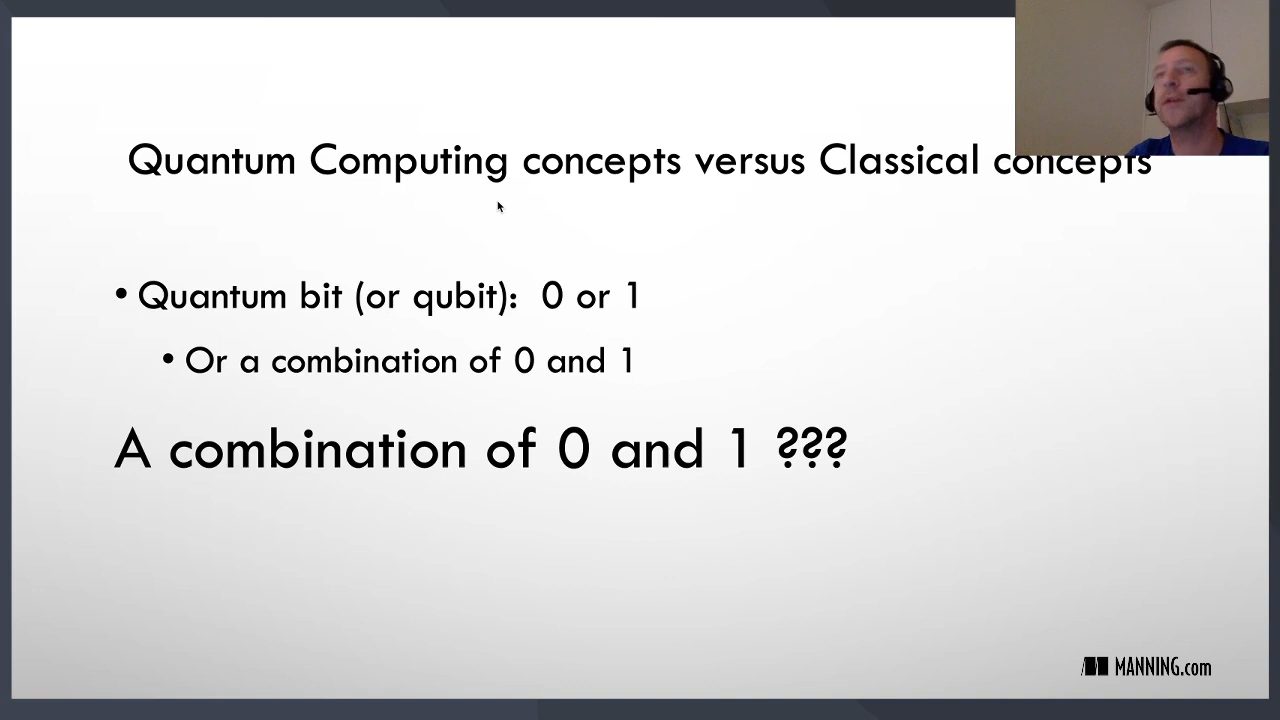 Quantum Computing concepts versus Classical concepts
• Quantum bit (or qubit): 0 or 1
• Or a combination of 0 and 1
A combination of 0 and 1 ???
MANNING.com